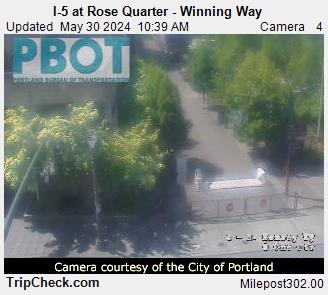 I-5 at Rose Quarter - Winning Way
Updated May 30 2024 10:39 AM Camera 4
PBOT
PORTLAND BUREAU OF TRANSPORTATION
Camera courtesy of the City of Portland
TripCheck.com Milepost302.00